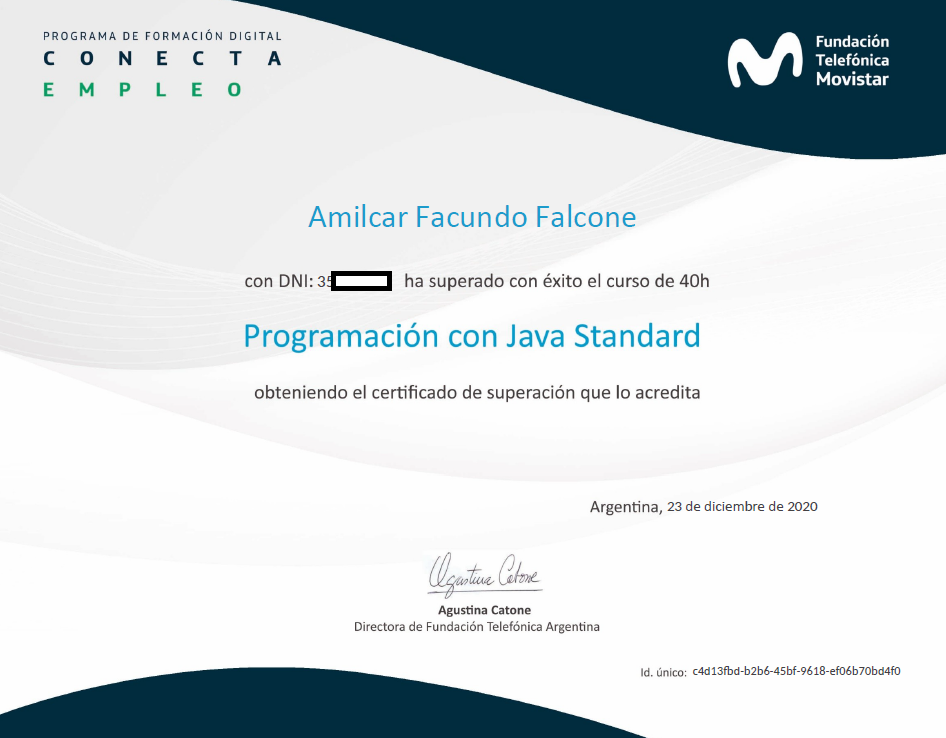 PROGRAMA DE FORMACIÓN DIGITAL
CONECTA
EMPLEO
Fundación
Telefónica
Movistar
Amilcar Facundo Falcone
con DNI: 35 ha superado con éxito el curso de 40h
Programación con Java Standard
obteniendo el certificado de superación que lo acredita
Argentina, 23 de diciembre de 2020
Agustina Catone
Agustina Catone
Directora de Fundación Telefónica Argentina
Id. único: c4d13fbd-b2b6-45bf-9618-ef06b70bd4f0